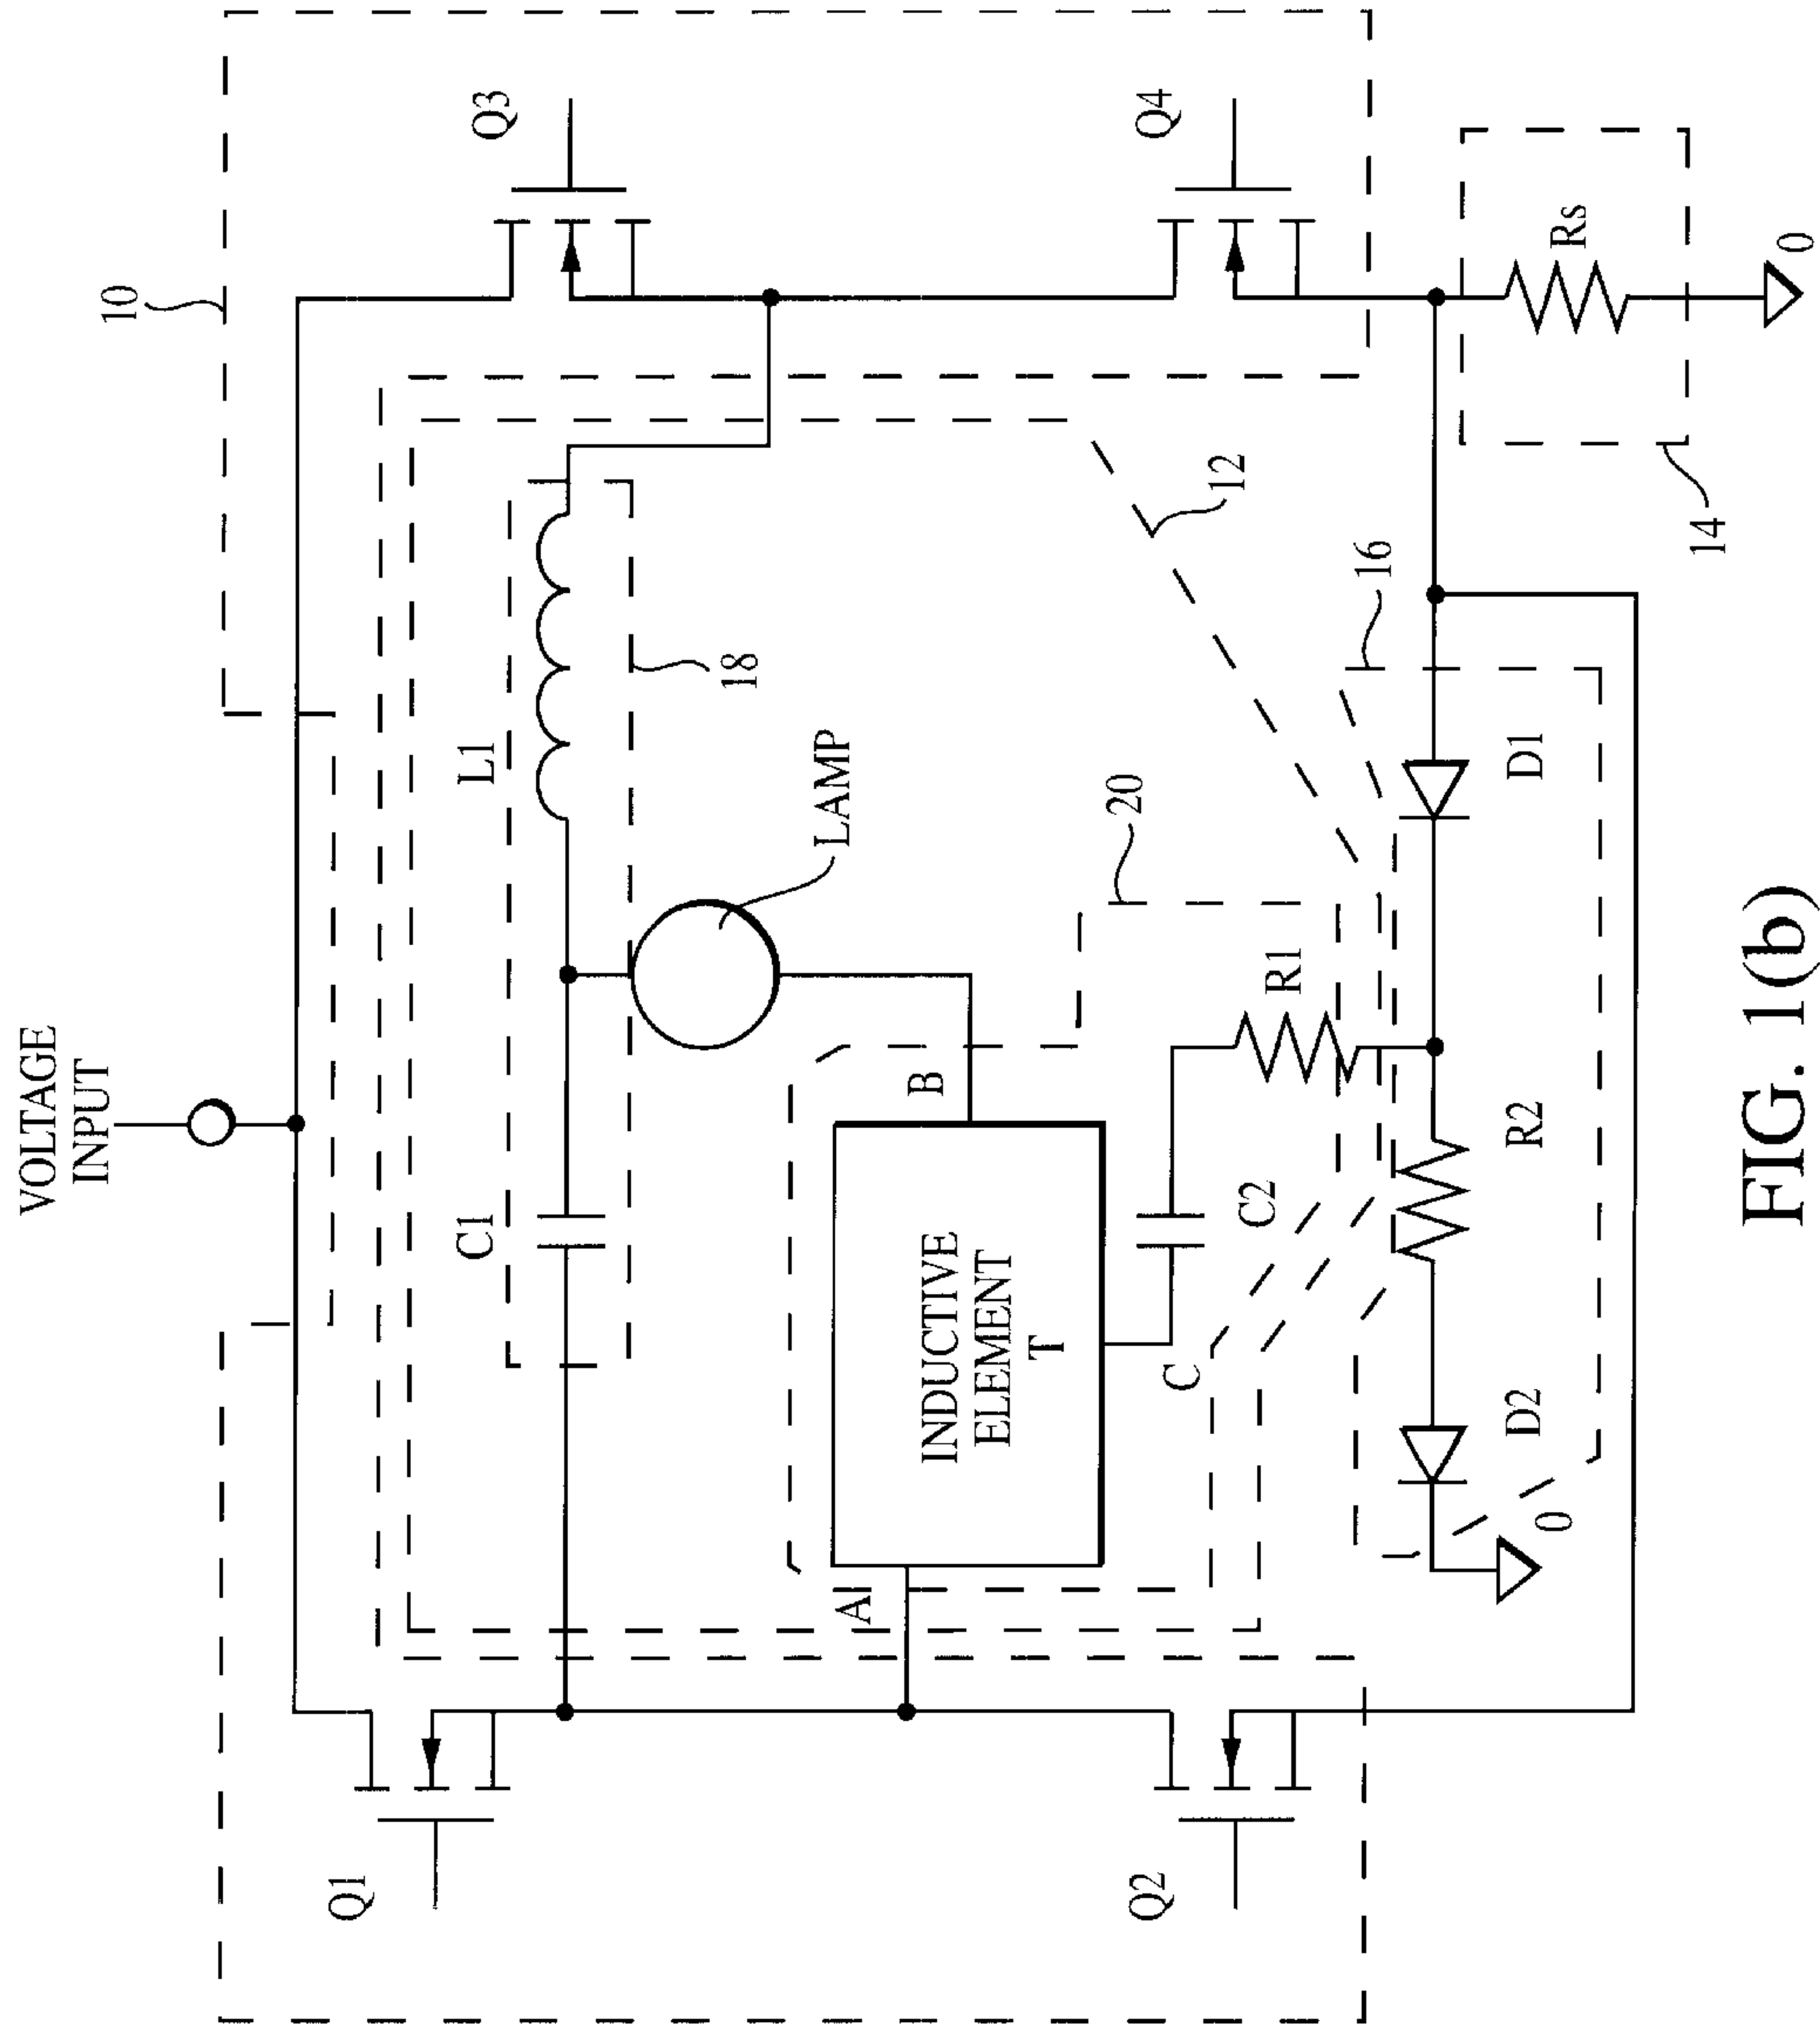 VOLTAGE
INPUT
10
Q1
Q3
C1
L1
18
LAMP
A
INDUCTIVE
ELEMENT
T
B
C
C2
R1
20
12
Q2
Q4
16
D2
R2
D1
0
Rs
14
0
FIG. 1(b)